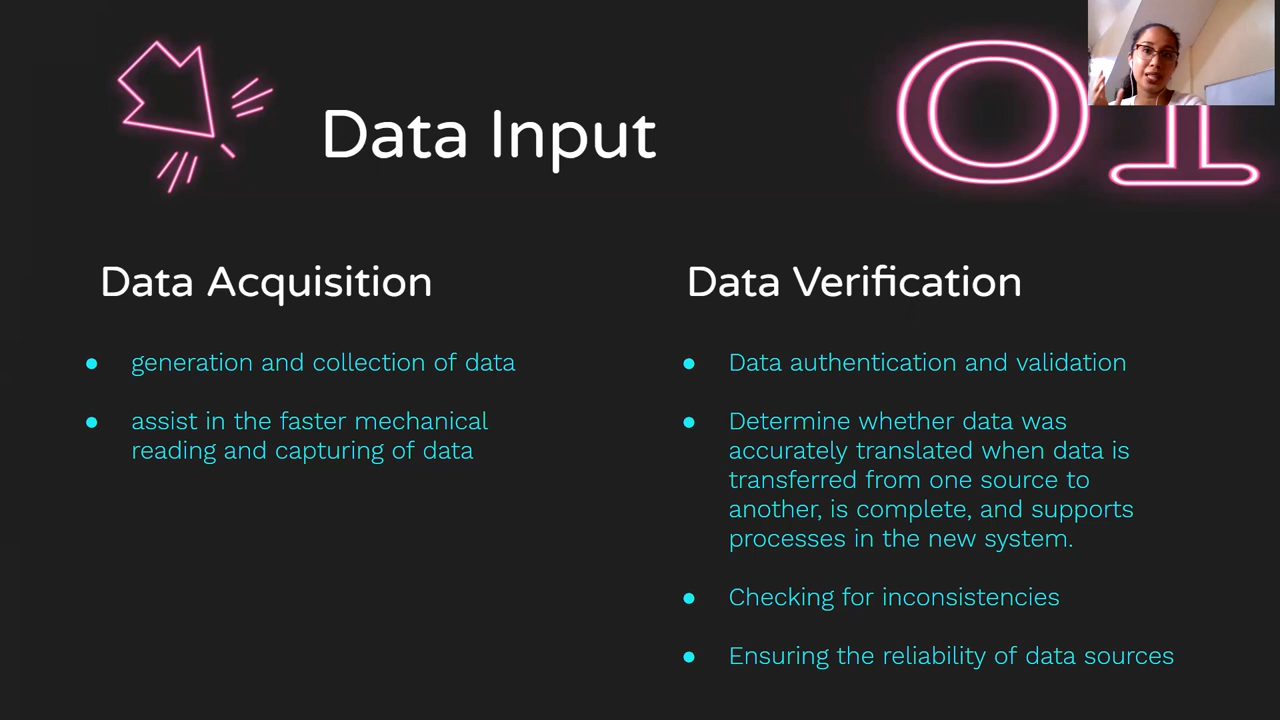 Data Input
01
Data Acquisition
● generation and collection of data
● assist in the faster mechanical
reading and capturing of data
Data Verification
● Data authentication and validation
● Determine whether data was
accurately translated when data is
transferred from one source to
another, is complete, and supports
processes in the new system.
● Checking for inconsistencies
● Ensuring the reliability of data sources